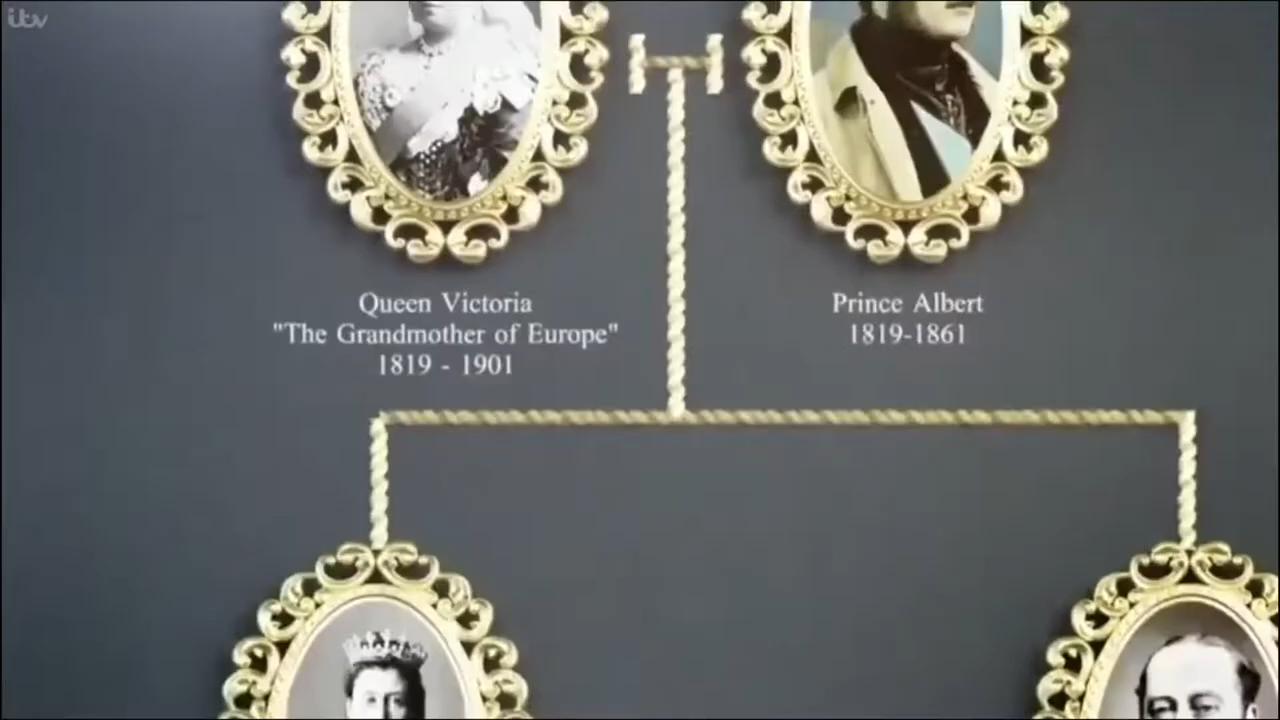 itv
Queen Victoria
"The Grandmother of Europe"
1819 - 1901
Prince Albert
1819-1861